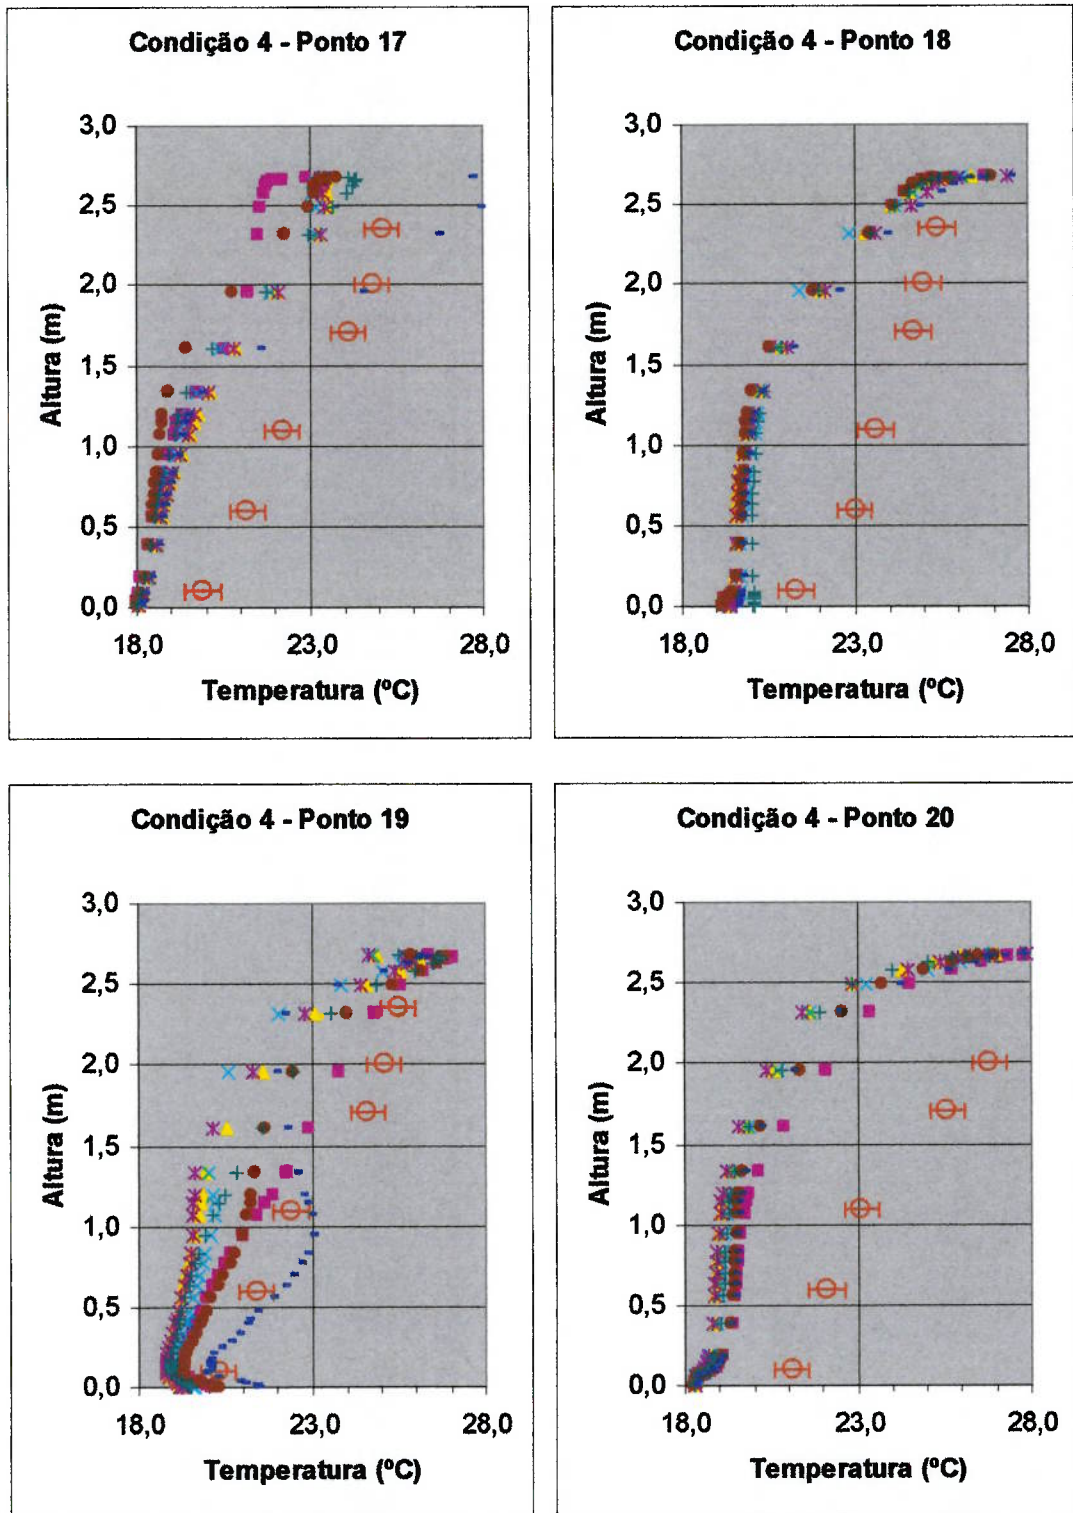 Condição 4 - Ponto 17
3,0
2,5
2,0
1,5
1,0
0,5
0,0
Altura (m)
18,0 23,0 28,0
Temperatura (ºC)
Condição 4 - Ponto 18
3,0
2,5
2,0
1,5
1,0
0,5
0,0
Altura (m)
18,0 23,0 28,0
Temperatura (ºC)
Condição 4 - Ponto 19
3,0
2,5
2,0
1,5
1,0
0,5
0,0
Altura (m)
18,0 23,0 28,0
Temperatura (ºC)
Condição 4 - Ponto 20
3,0
2,5
2,0
1,5
1,0
0,5
0,0
Altura (m)
18,0 23,0 28,0
Temperatura (ºC)